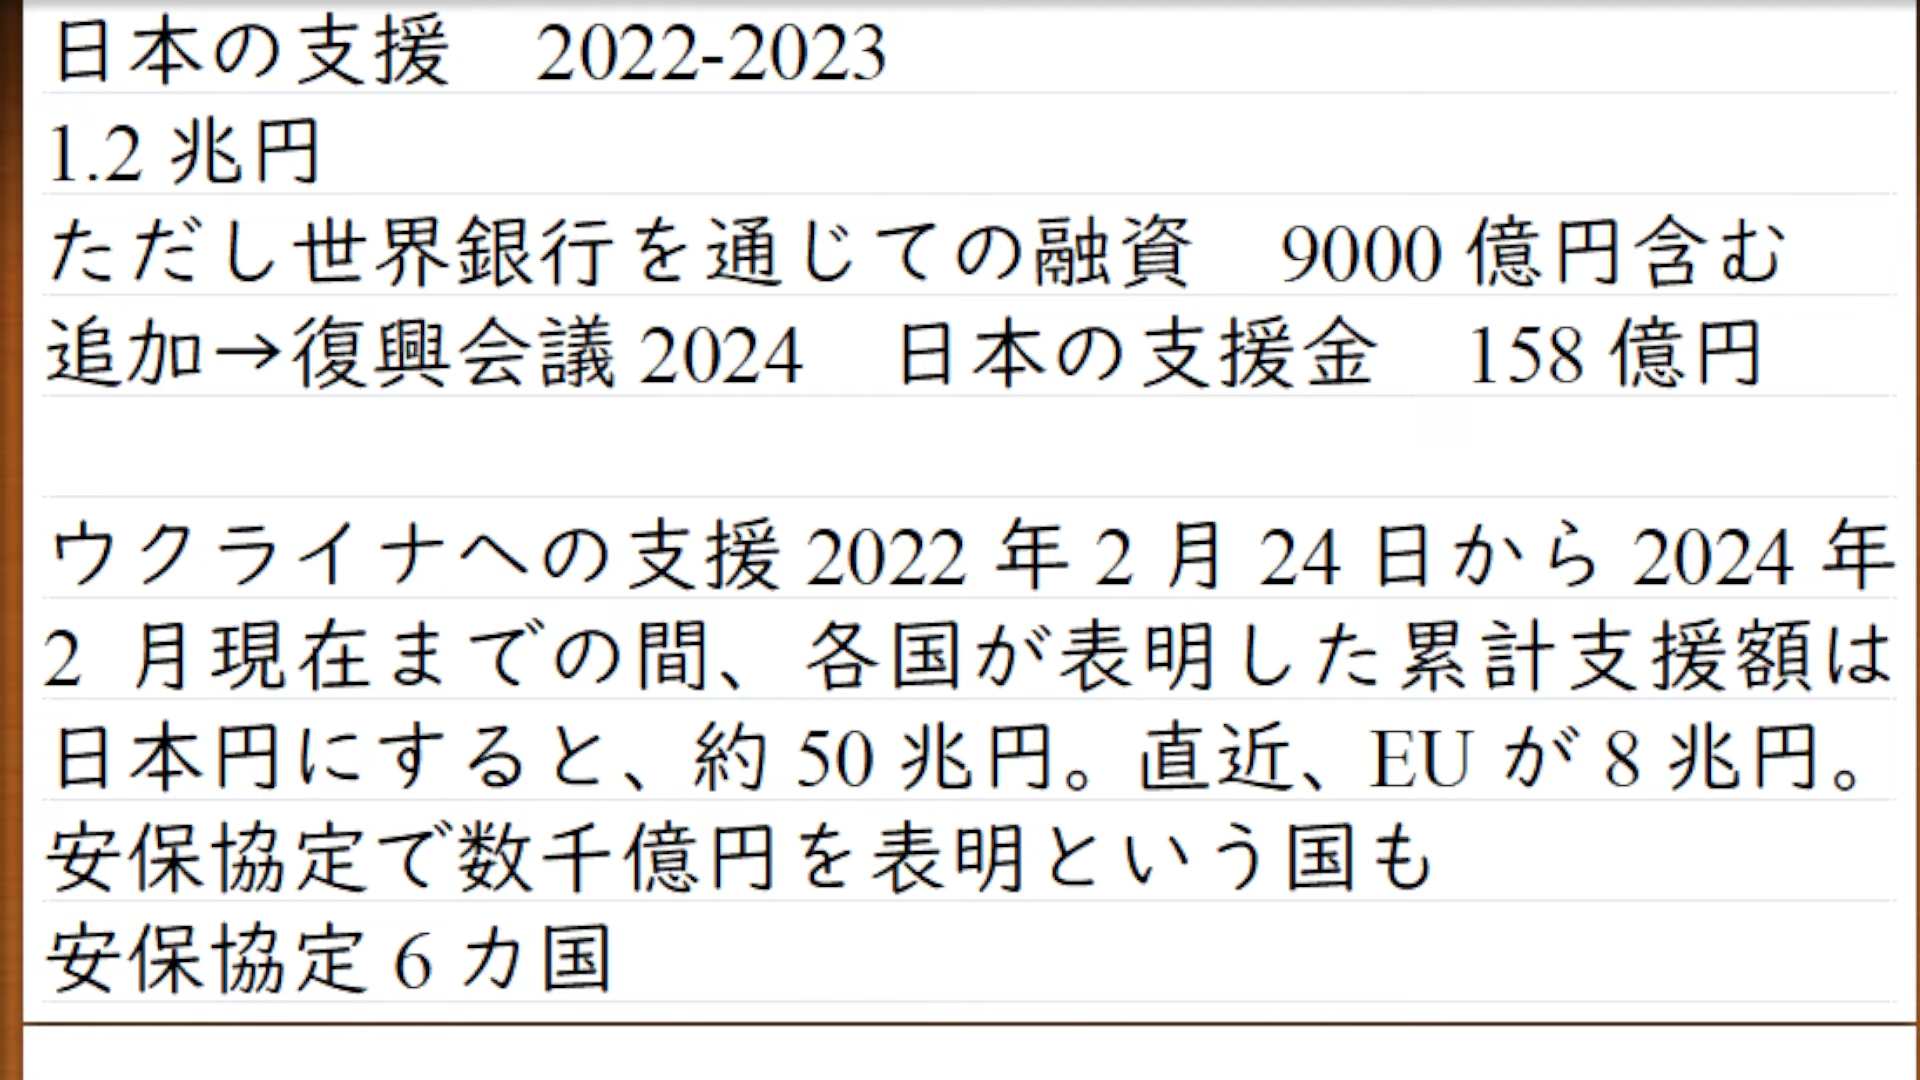 日本の支援　2022-2023
1.2 兆円
ただし世界銀行を通じての融資　9000 億円含む
追加→復興会議 2024　日本の支援金　158 億円
ウクライナへの支援 2022 年 2 月 24 日から 2024 年
2 月現在までの間、各国が表明した累計支援額は
日本円にすると、約 50 兆円。直近、EU が 8 兆円。
安保協定で数千億円を表明という国も
安保協定 6 カ国